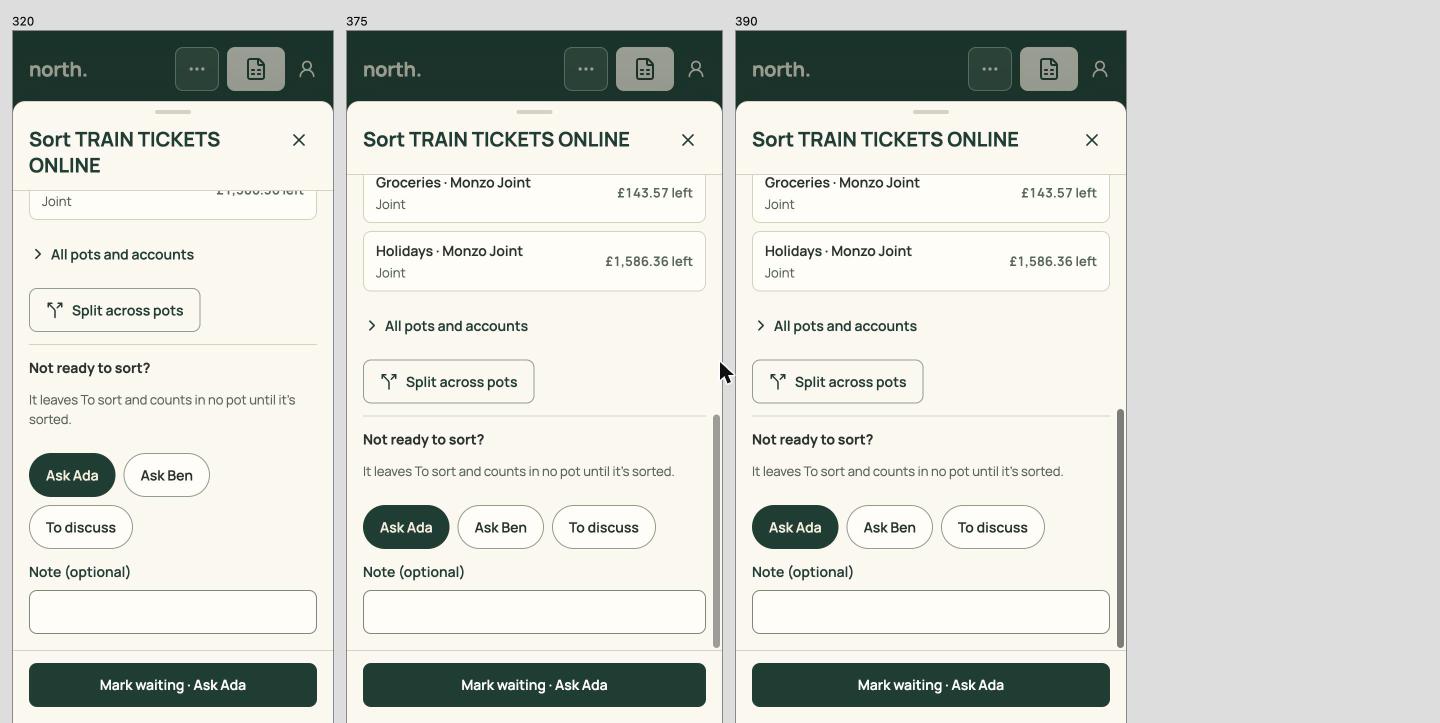 320
north.
Sort TRAIN TICKETS
ONLINE
Joint
All pots and accounts
Split across pots
Not ready to sort?
It leaves To sort and counts in no pot until it's
sorted.
Ask Ada
Ask Ben
To discuss
Note (optional)
Mark waiting · Ask Ada
375
north.
Sort TRAIN TICKETS ONLINE
Groceries · Monzo Joint
Joint
£143.57 left
Holidays · Monzo Joint
Joint
£1,586.36 left
All pots and accounts
Split across pots
Not ready to sort?
It leaves To sort and counts in no pot until it's sorted.
Ask Ada
Ask Ben
To discuss
Note (optional)
Mark waiting · Ask Ada
390
north.
Sort TRAIN TICKETS ONLINE
Groceries · Monzo Joint
Joint
£143.57 left
Holidays · Monzo Joint
Joint
£1,586.36 left
All pots and accounts
Split across pots
Not ready to sort?
It leaves To sort and counts in no pot until it's sorted.
Ask Ada
Ask Ben
To discuss
Note (optional)
Mark waiting · Ask Ada